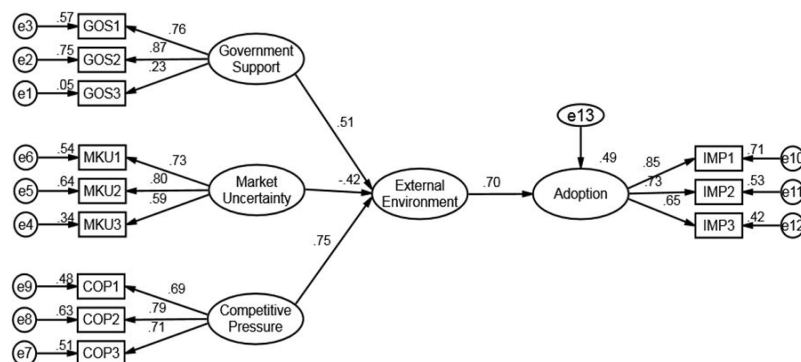 e3 .57 GOS1 .76
e2 .75 GOS2 .87
e1 .05 GOS3 .23
Government
Support
.51
e6 .54 MKU1 .73
e5 .64 MKU2 .80
e4 .34 MKU3 .59
Market
Uncertainty
-.42
e9 .48 COP1 .69
e8 .63 COP2 .79
e7 .51 COP3 .71
Competitive
Pressure
.75
External
Environment
.70
e13
.49
Adoption
.85 IMP1 .71 e10
.73 IMP2 .53 e11
.65 IMP3 .42 e12